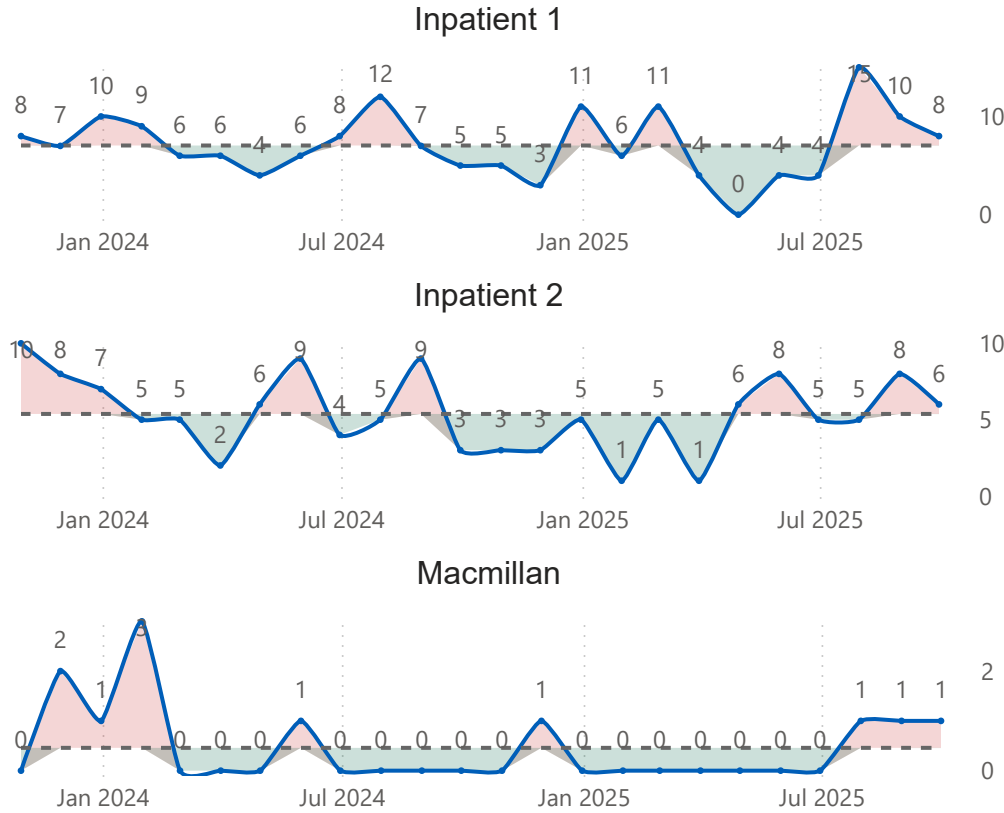 Inpatient 1
8 7 10 9 6 6 4 6 8 12 7 5 5 3 11 6 11 4 0 4 4 15 10 8
10
0
Jan 2024 Jul 2024 Jan 2025 Jul 2025
Inpatient 2
10 8 7 5 5 2 6 9 4 5 9 3 3 3 5 1 5 1 6 8 5 5 8 6
10
5
0
Jan 2024 Jul 2024 Jan 2025 Jul 2025
Macmillan
0 2 1 3 0 0 0 1 0 0 0 0 0 1 0 0 0 0 0 0 0 1 1 1
2
0
Jan 2024 Jul 2024 Jan 2025 Jul 2025